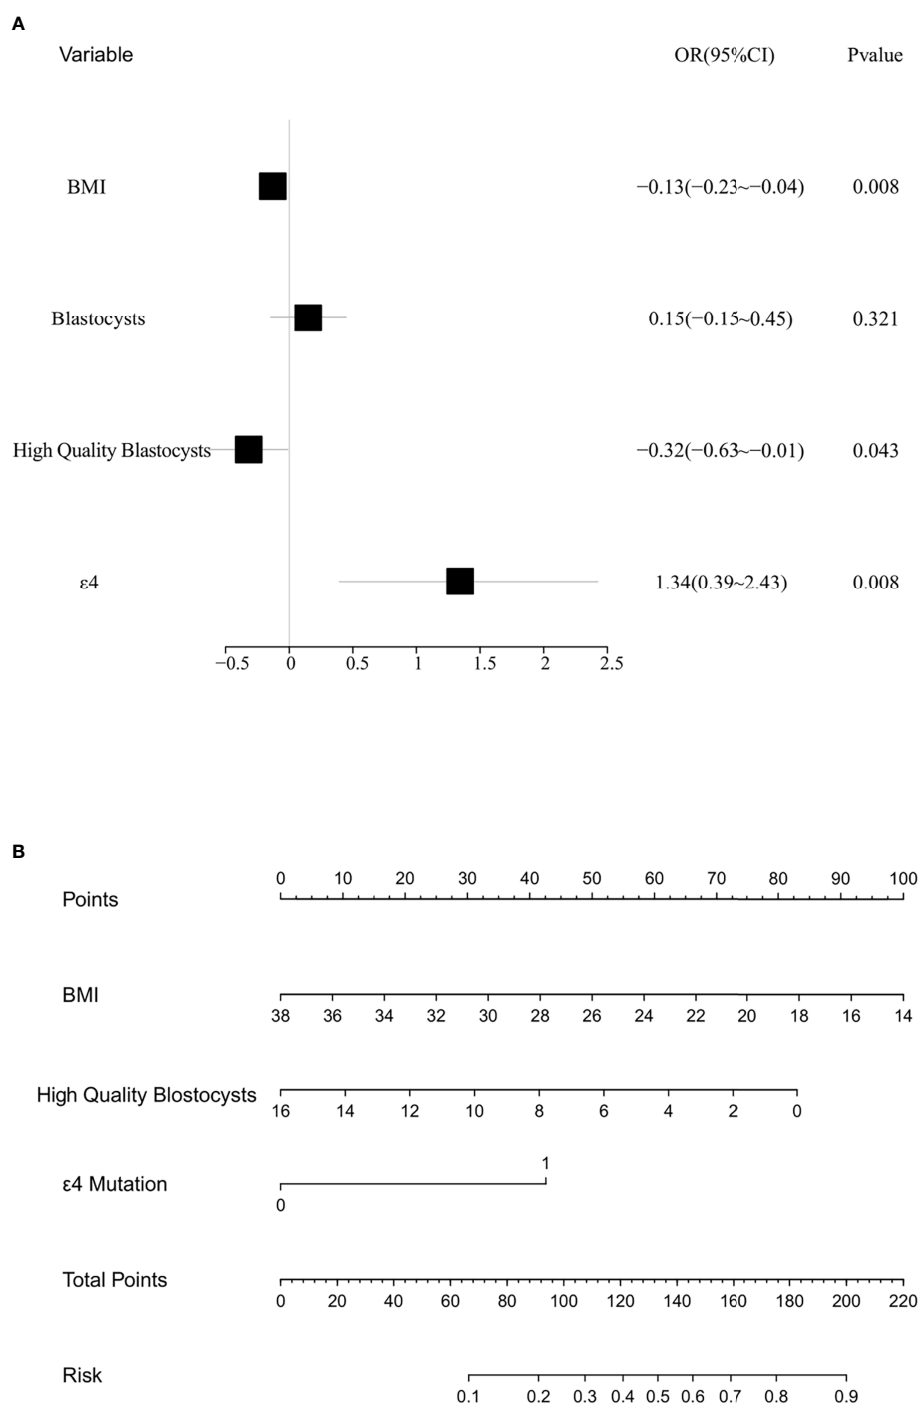 A
Variable OR(95%CI) Pvalue
BMI −0.13(−0.23~−0.04) 0.008
Blastocysts 0.15(−0.15~0.45) 0.321
High Quality Blastocysts −0.32(−0.63~−0.01) 0.043
ε4 1.34(0.39~2.43) 0.008
−0.5 0 0.5 1 1.5 2 2.5
B
0 10 20 30 40 50 60 70 80 90 100
Points
BMI
38 36 34 32 30 28 26 24 22 20 18 16 14
High Quality Blostocysts
16 14 12 10 8 6 4 2 0
1
ε4 Mutation
0
Total Points
0 20 40 60 80 100 120 140 160 180 200 220
Risk
0.1 0.2 0.3 0.4 0.5 0.6 0.7 0.8 0.9